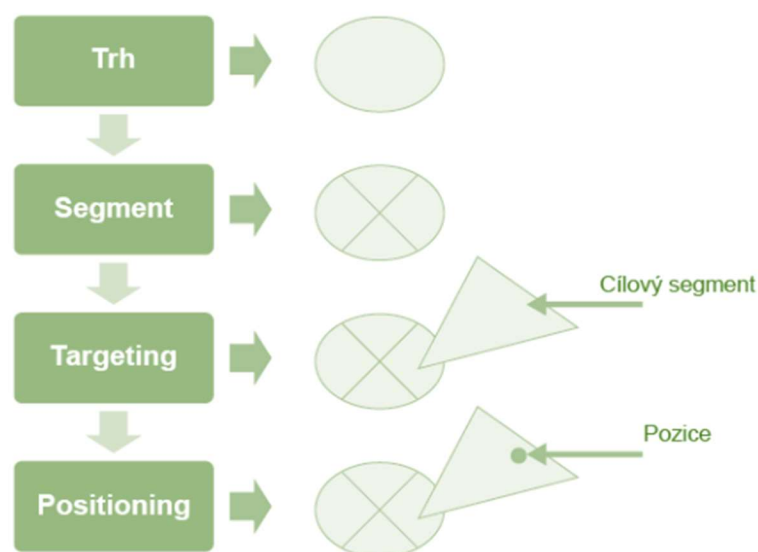 Trh
Segment
Cílový segment
Targeting
Pozice
Positioning